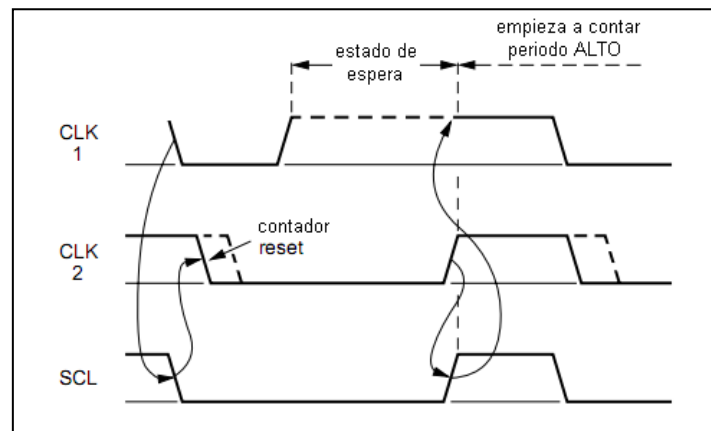 estado de
espera
empieza a contar
periodo ALTO
CLK
1
contador
reset
CLK
2
SCL